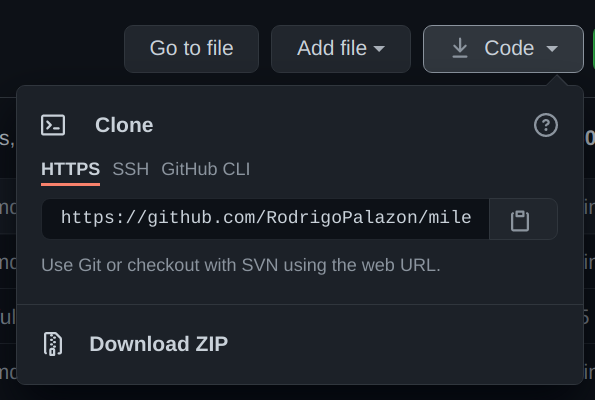 Go to file Add file Code
Clone
HTTPS SSH GitHub CLI
https://github.com/RodrigoPalazon/mile
Use Git or checkout with SVN using the web URL.
Download ZIP